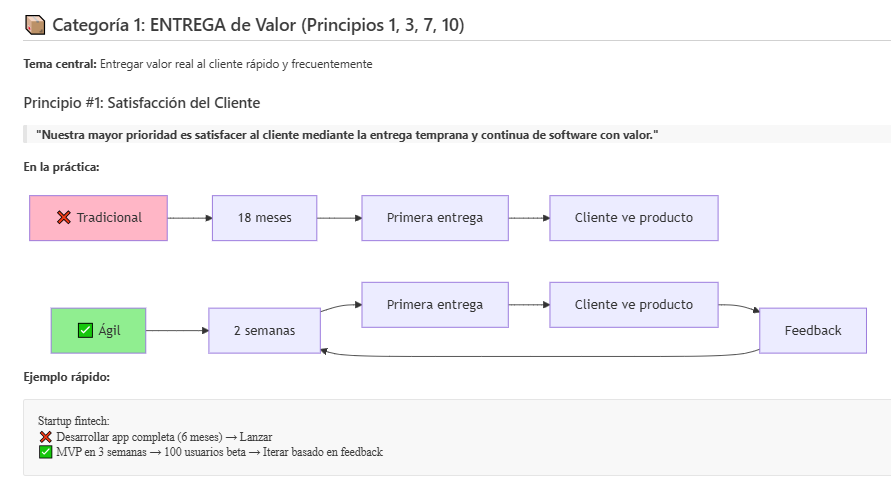 📦 Categoría 1: ENTREGA de Valor (Principios 1, 3, 7, 10)
Tema central: Entregar valor real al cliente rápido y frecuentemente
Principio #1: Satisfacción del Cliente
"Nuestra mayor prioridad es satisfacer al cliente mediante la entrega temprana y continua de software con valor."
En la práctica:
❌ Tradicional
18 meses
Primera entrega
Cliente ve producto
✅ Ágil
2 semanas
Primera entrega
Cliente ve producto
Feedback
Ejemplo rápido:
Startup fintech:
❌ Desarrollar app completa (6 meses) → Lanzar
✅ MVP en 3 semanas → 100 usuarios beta → Iterar basado en feedback